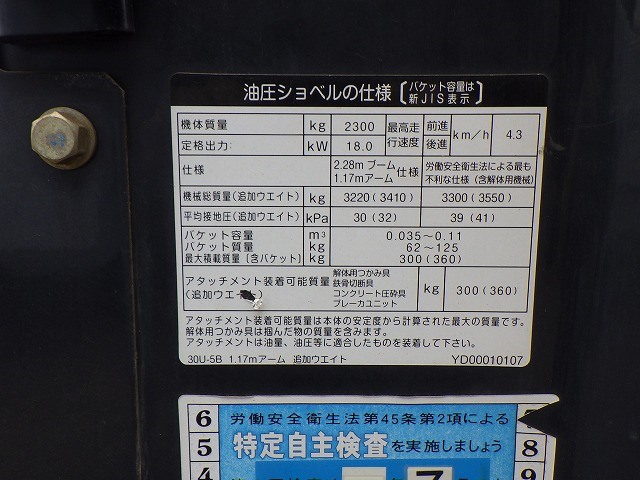 油圧ショベルの仕様 〔バケット容量は
新JIS表示〕
機体質量 kg 2300 最高走行速度 前進 後進 km/h 4.3
定格出力: kW 18.0
仕様 2.28m ブーム 1.17mアーム 仕様 労働安全衛生法による最も不利な仕様 (含解体用機械)
機械総質量(追加ウエイト) kg 3220(3410) 3300(3550)
平均接地圧(追加ウエイト) kPa 30(32) 39(41)
バケット容量 m³ 0.035〜0.11
バケット質量 kg 62〜125
最大積載質量〔含バケット〕 kg 300(360)
アタッチメント装着可能質量
(追加ウエ
解体用つかみ具
鉄骨切断具
コンクリート圧砕具
ブレーカユニット
kg 300(360)
アタッチメント装着可能質量は本体の安定度から計算された最大の質量です。
解体用つかみ具は掴んだ物の質量を含みます。
アタッチメントは油量、油圧等に適合したものを装着して下さい。
30U-5B 1.17mアーム 追加ウエイト YD00010107
6 労働安全衛生法第45条第2項による
5 特定自主検査を実施しましょう 8
4 7 9